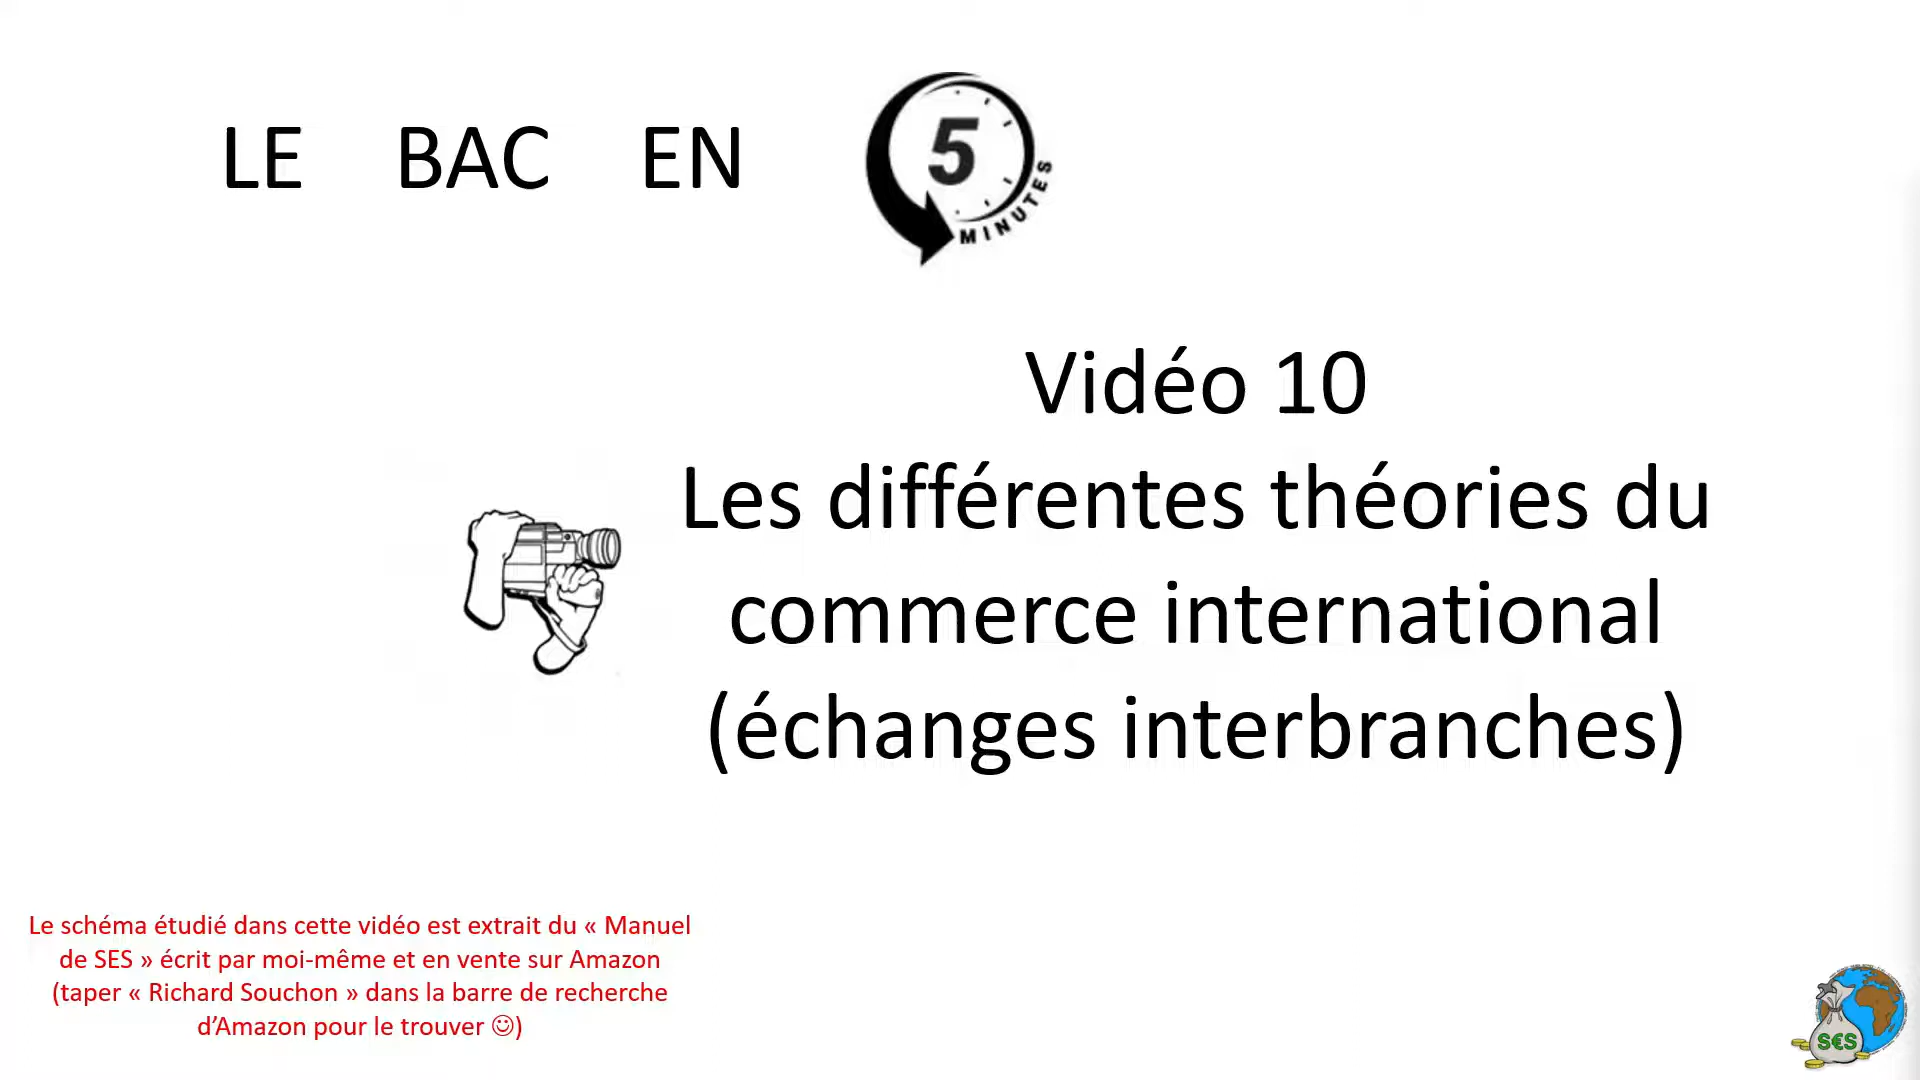 LE BAC EN
5
MINUTES
Vidéo 10
Les différentes théories du
commerce international
(échanges interbranches)
Le schéma étudié dans cette vidéo est extrait du « Manuel
de SES » écrit par moi-même et en vente sur Amazon
(taper « Richard Souchon » dans la barre de recherche
d’Amazon pour le trouver ☺)
S€S